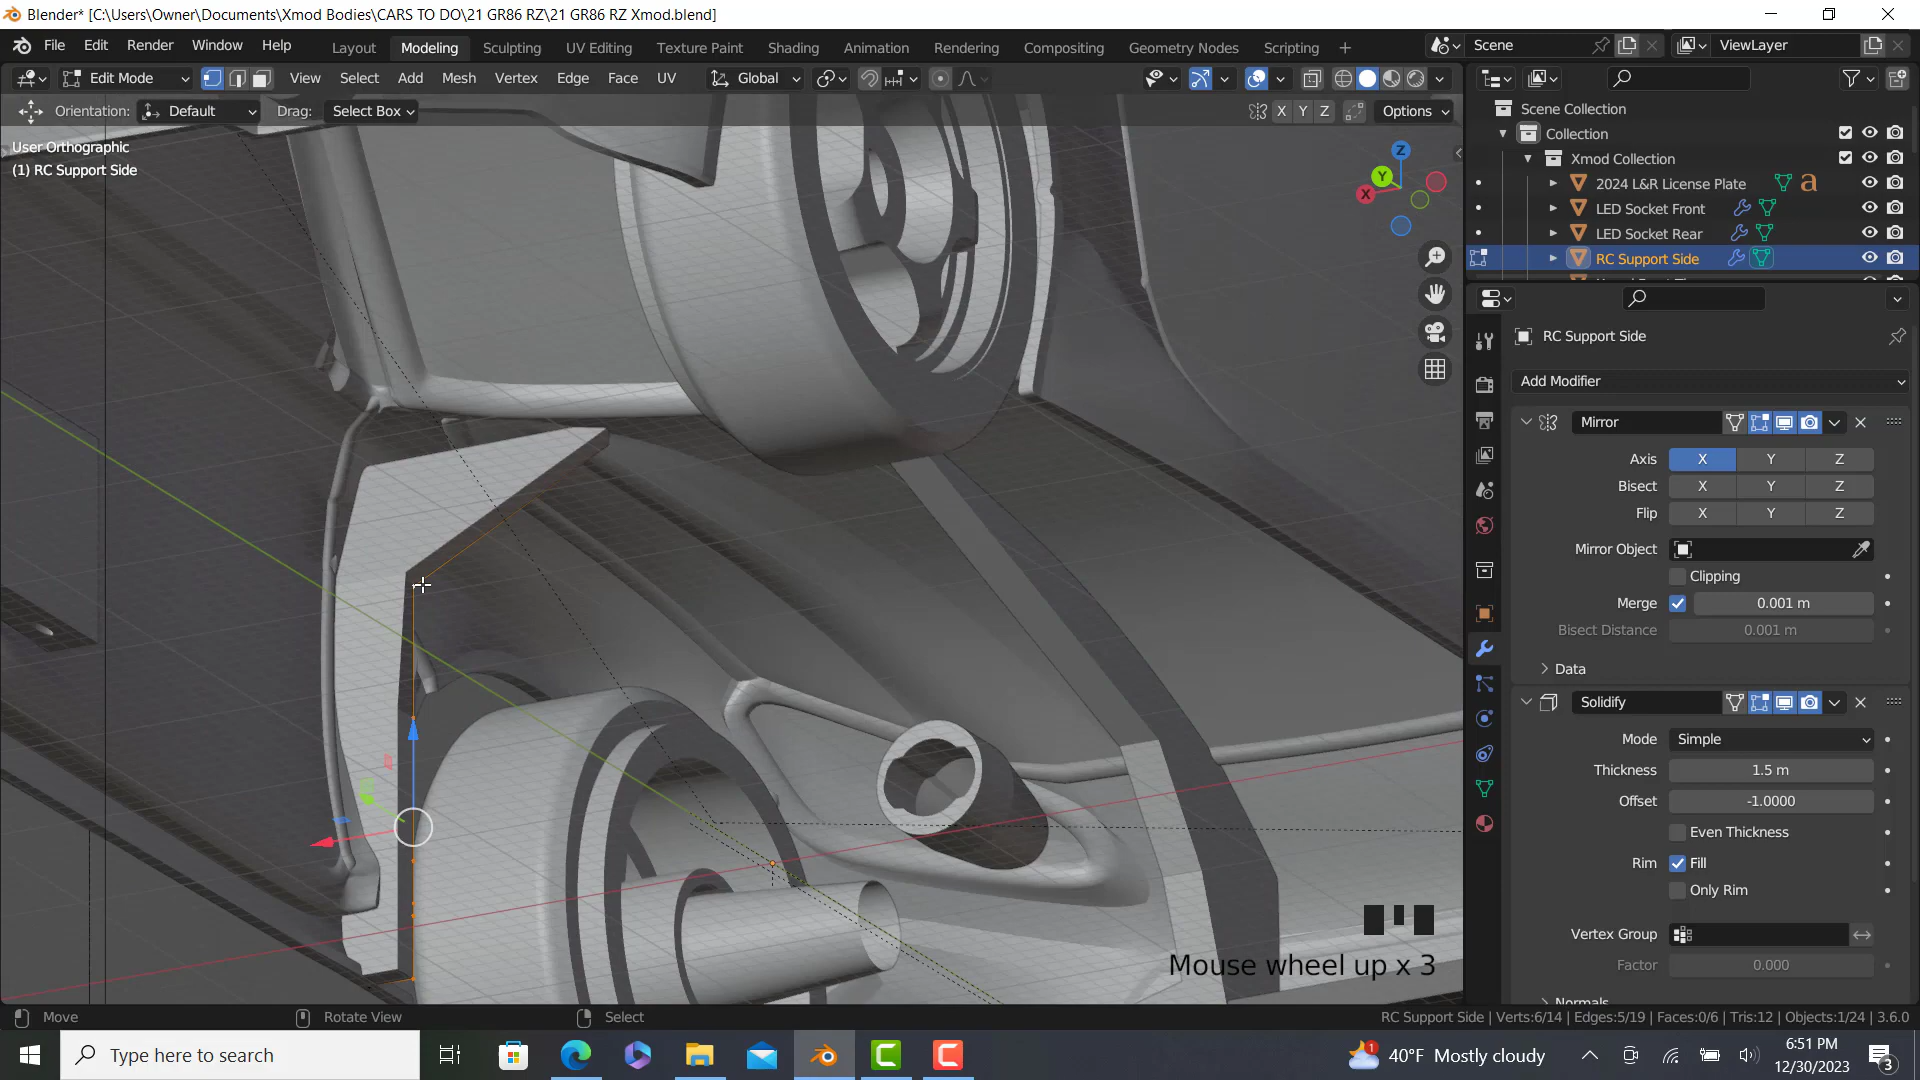 Blender* [C:\Users\Owner\Documents\Xmod Bodies\CARS TO DO\21 GR86 RZ\21 GR86 RZ Xmod.blend]
File Edit Render Window Help Layout Modeling Sculpting UV Editing Texture Paint Shading Animation Rendering Compositing Geometry Nodes Scripting + Scene ViewLayer
Edit Mode View Select Add Mesh Vertex Edge Face UV Global
Orientation: Default Drag: Select Box X Y Z Options
User Orthographic
(1) RC Support Side
Z
Y
X
Scene Collection
Collection
Xmod Collection
2024 L&R License Plate
LED Socket Front
LED Socket Rear
RC Support Side
RC Support Side
Add Modifier
Mirror
Axis X Y Z
Bisect X Y Z
Flip X Y Z
Mirror Object
Clipping
Merge 0.001 m
Bisect Distance 0.001 m
Data
Solidify
Mode Simple
Thickness 1.5 m
Offset -1.0000
Even Thickness
Rim Fill
Only Rim
Vertex Group
Factor 0.000
Normals
Mouse wheel up x 3
Move Rotate View Select RC Support Side | Verts:6/14 | Edges:5/19 | Faces:0/6 | Tris:12 | Objects:1/24 | 3.6.0
Type here to search 1 40°F Mostly cloudy 6:51 PM
12/30/2023 3